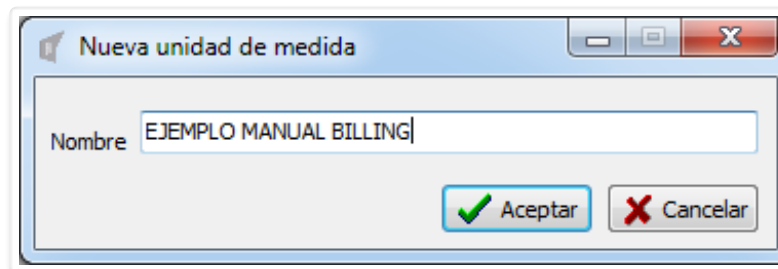 Nueva unidad de medida
Nombre EJEMPLO MANUAL BILLING
Aceptar Cancelar